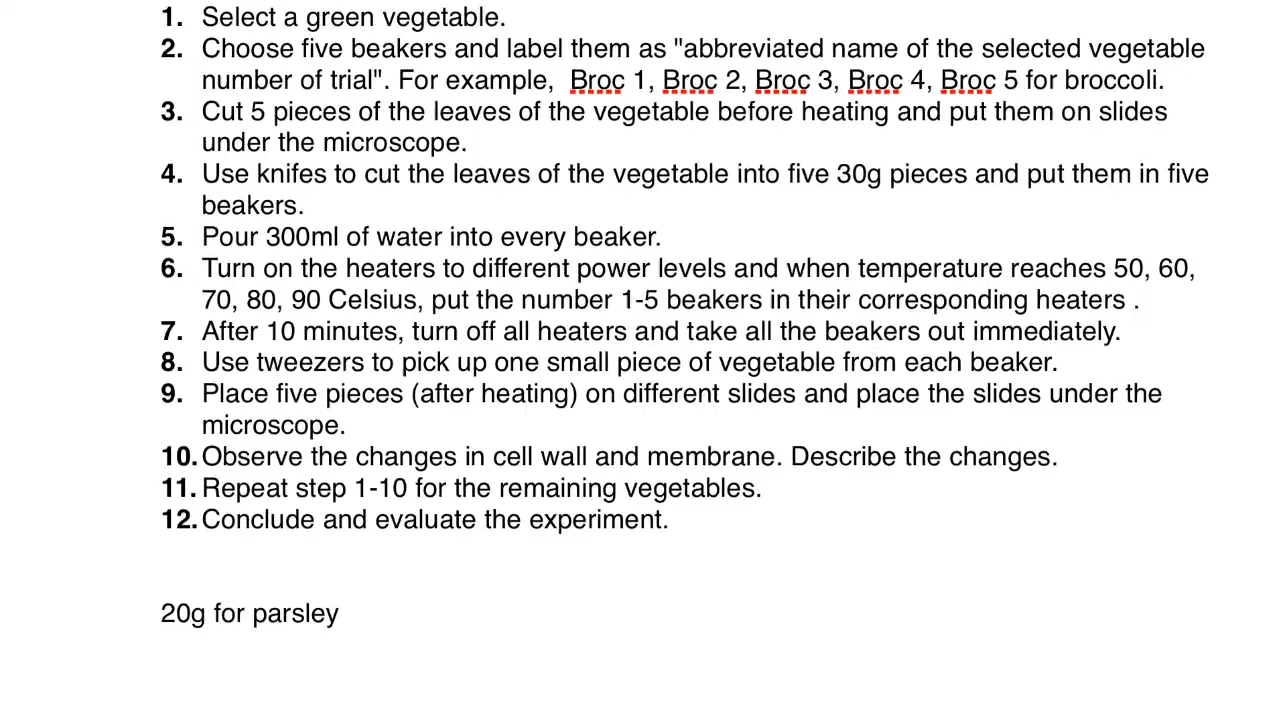 1. Select a green vegetable.
2. Choose five beakers and label them as "abbreviated name of the selected vegetable
number of trial". For example, Broc 1, Broc 2, Broc 3, Broc 4, Broc 5 for broccoli.
3. Cut 5 pieces of the leaves of the vegetable before heating and put them on slides
under the microscope.
4. Use knifes to cut the leaves of the vegetable into five 30g pieces and put them in five
beakers.
5. Pour 300ml of water into every beaker.
6. Turn on the heaters to different power levels and when temperature reaches 50, 60,
70, 80, 90 Celsius, put the number 1-5 beakers in their corresponding heaters .
7. After 10 minutes, turn off all heaters and take all the beakers out immediately.
8. Use tweezers to pick up one small piece of vegetable from each beaker.
9. Place five pieces (after heating) on different slides and place the slides under the
microscope.
10. Observe the changes in cell wall and membrane. Describe the changes.
11. Repeat step 1-10 for the remaining vegetables.
12. Conclude and evaluate the experiment.
20g for parsley